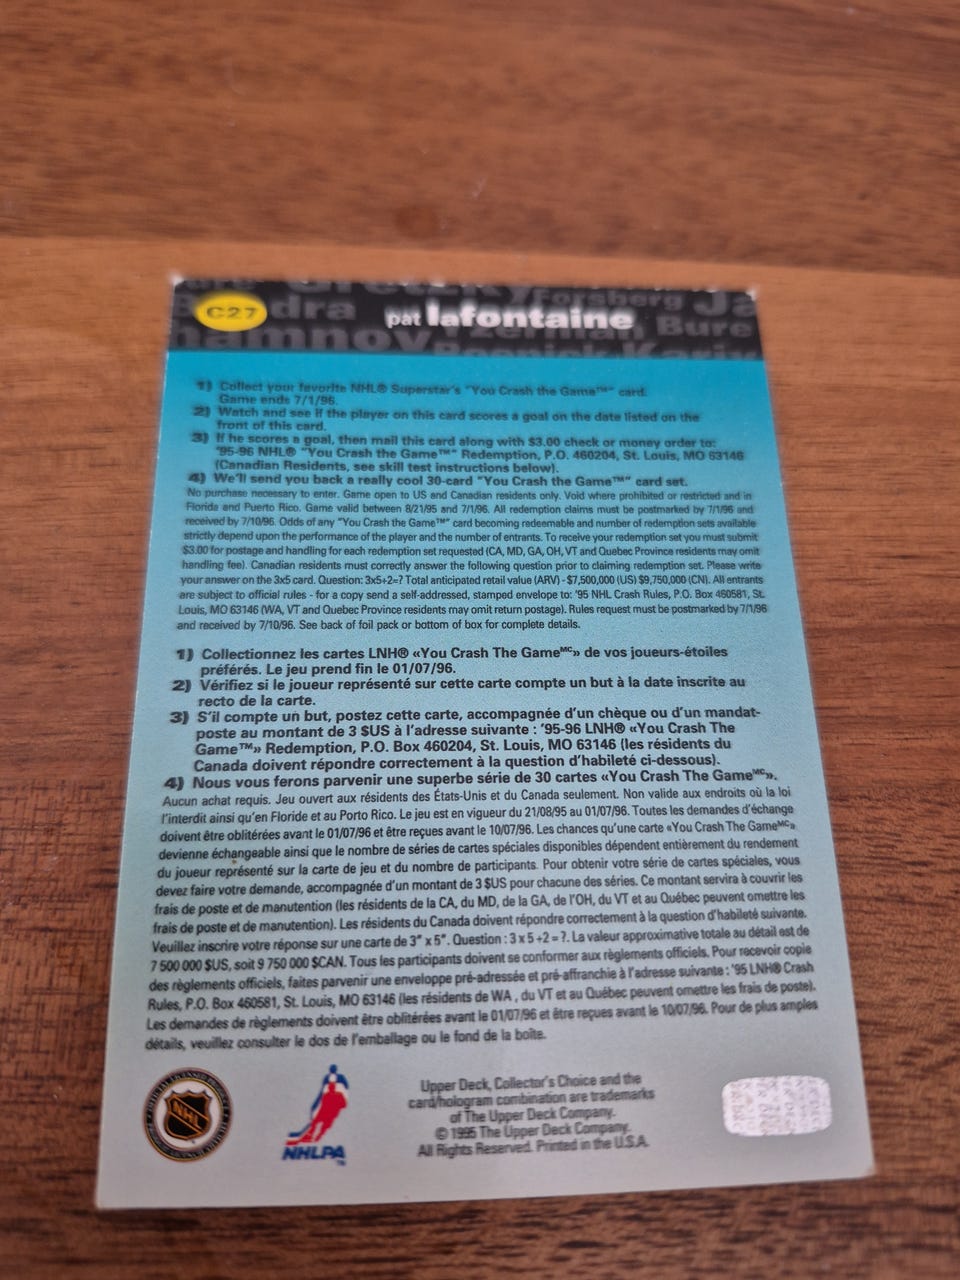 C27
pat lafontaine
Gretzky Forsberg Ja
Bondra Yzerman Bure
hamnov Roenick Kariy
1) Collect your favorite NHL® Superstar's "You Crash the Game™" card.
Game ends 7/1/96.
2) Watch and see if the player on this card scores a goal on the date listed on the
front of this card.
3) If he scores a goal, then mail this card along with $3.00 check or money order to:
'95-96 NHL® "You Crash the Game™" Redemption, P.O. 460204, St. Louis, MO 63146
(Canadian Residents, see skill test instructions below).
4) We'll send you back a really cool 30-card "You Crash the Game™" card set.
No purchase necessary to enter. Game open to US and Canadian residents only. Void where prohibited or restricted and in
Florida and Puerto Rico. Game valid between 8/21/95 and 7/1/96. All redemption claims must be postmarked by 7/1/96 and
received by 7/10/96. Odds of any "You Crash the Game™" card becoming redeemable and number of redemption sets available
strictly depend upon the performance of the player and the number of entrants. To receive your redemption set you must submit
$3.00 for postage and handling for each redemption set requested (CA, MD, GA, OH, VT and Quebec Province residents may omit
handling fee). Canadian residents must correctly answer the following question prior to claiming redemption set. Please write
your answer on the 3x5 card. Question: 3x5+2=? Total anticipated retail value (ARV) - $7,500,000 (US) $9,750,000 (CN). All entrants
are subject to official rules - for a copy send a self-addressed, stamped envelope to: '95 NHL Crash Rules, P.O. Box 460581, St.
Louis, MO 63146 (WA, VT and Quebec Province residents may omit return postage). Rules request must be postmarked by 7/1/96
and received by 7/10/96. See back of foil pack or bottom of box for complete details.
1) Collectionnez les cartes LNH® «You Crash The Gameᴹᶜ» de vos joueurs-étoiles
préférés. Le jeu prend fin le 01/07/96.
2) Vérifiez si le joueur représenté sur cette carte compte un but à la date inscrite au
recto de la carte.
3) S'il compte un but, postez cette carte, accompagnée d'un chèque ou d'un mandat-
poste au montant de 3 $US à l'adresse suivante : '95-96 LNH® «You Crash The
Game™» Redemption, P.O. Box 460204, St. Louis, MO 63146 (les résidents du
Canada doivent répondre correctement à la question d'habileté ci-dessous).
4) Nous vous ferons parvenir une superbe série de 30 cartes «You Crash The Gameᴹᶜ».
Aucun achat requis. Jeu ouvert aux résidents des États-Unis et du Canada seulement. Non valide aux endroits où la loi
l'interdit ainsi qu'en Floride et au Porto Rico. Le jeu est en vigueur du 21/08/95 au 01/07/96. Toutes les demandes d'échange
doivent être oblitérées avant le 01/07/96 et être reçues avant le 10/07/96. Les chances qu'une carte «You Crash The Gameᴹᶜ»
devienne échangeable ainsi que le nombre de séries de cartes spéciales disponibles dépendent entièrement du rendement
du joueur représenté sur la carte de jeu et du nombre de participants. Pour obtenir votre série de cartes spéciales, vous
devez faire votre demande, accompagnée d'un montant de 3 $US pour chacune des séries. Ce montant servira à couvrir les
frais de poste et de manutention (les résidents de la CA, du MD, de la GA, de l'OH, du VT et au Québec peuvent omettre les
frais de poste et de manutention). Les résidents du Canada doivent répondre correctement à la question d'habileté suivante.
Veuillez inscrire votre réponse sur une carte de 3" x 5". Question : 3 x 5 +2 = ?. La valeur approximative totale au détail est de
7 500 000 $US, soit 9 750 000 $CAN. Tous les participants doivent se conformer aux règlements officiels. Pour recevoir copie
des règlements officiels, faites parvenir une enveloppe pré-adressée et pré-affranchie à l'adresse suivante : '95 LNH® Crash
Rules, P.O. Box 460581, St. Louis, MO 63146 (les résidents de WA , du VT et au Québec peuvent omettre les frais de poste).
Les demandes de règlements doivent être oblitérées avant le 01/07/96 et être reçues avant le 10/07/96. Pour de plus amples
détails, veuillez consulter le dos de l'emballage ou le fond de la boîte.
NHL
NHLPA
™
Upper Deck, Collector's Choice and the
card/hologram combination are trademarks
of The Upper Deck Company.
© 1995 The Upper Deck Company.
All Rights Reserved. Printed in the U.S.A.